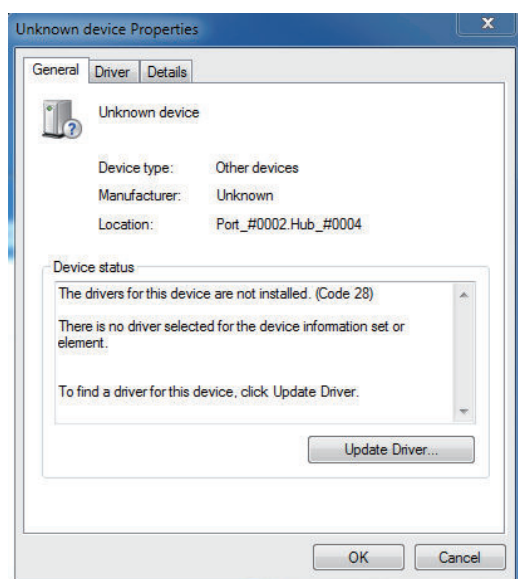 Unknown device Properties
x
General Driver Details
Unknown device
Device type: Other devices
Manufacturer: Unknown
Location: Port_#0002.Hub_#0004
Device status
The drivers for this device are not installed. (Code 28)
There is no driver selected for the device information set or
element.
To find a driver for this device, click Update Driver.
Update Driver...
OK Cancel